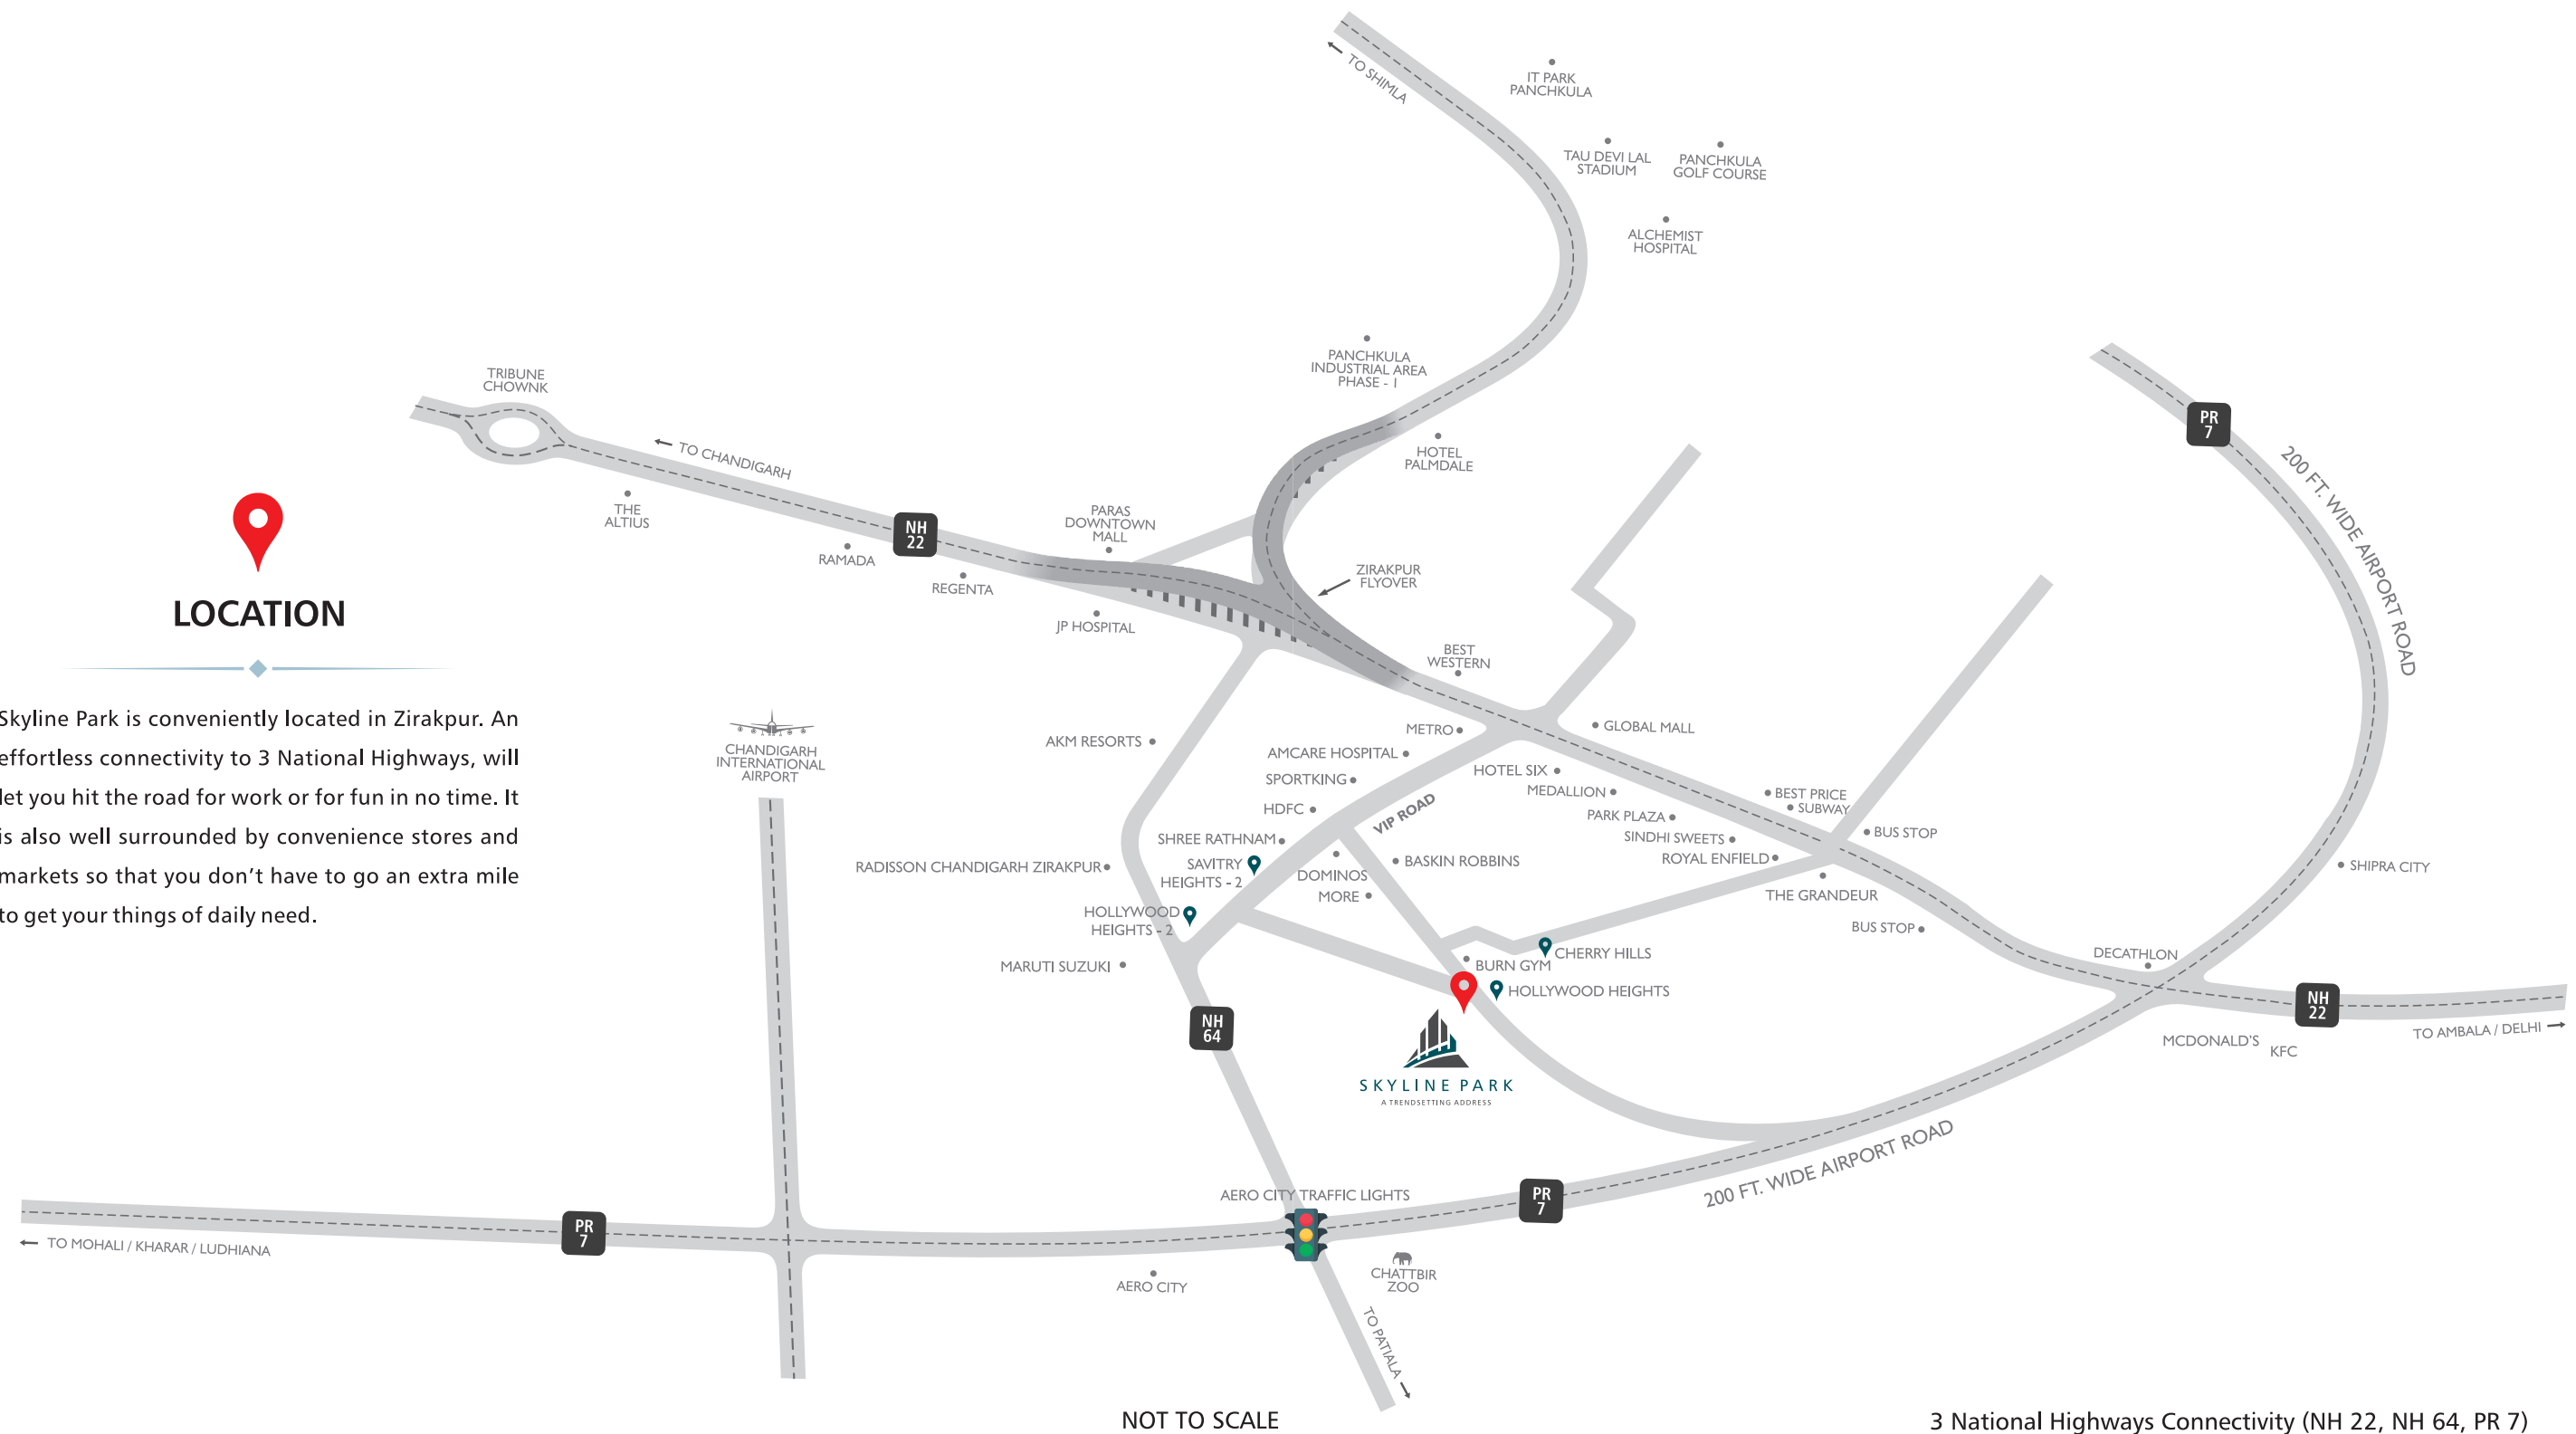 LOCATION
Skyline Park is conveniently located in Zirakpur. An
effortless connectivity to 3 National Highways, will
let you hit the road for work or for fun in no time. It
is also well surrounded by convenience stores and
markets so that you don't have to go an extra mile
to get your things of daily need.
TO SHIMLA
IT PARK
PANCHKULA
TAU DEVI LAL
STADIUM
PANCHKULA
GOLF COURSE
ALCHEMIST
HOSPITAL
PANCHKULA
INDUSTRIAL AREA
PHASE - 1
HOTEL
PALMDALE
TRIBUNE
CHOWNK
TO CHANDIGARH
THE
ALTIUS
RAMADA
NH
22
REGENTA
PARAS
DOWNTOWN
MALL
JP HOSPITAL
ZIRAKPUR
FLYOVER
BEST
WESTERN
PR
7
200 FT. WIDE AIRPORT ROAD
CHANDIGARH
INTERNATIONAL
AIRPORT
AKM RESORTS
METRO
AMCARE HOSPITAL
SPORTKING
HDFC
SHREE RATHNAM
SAVITRY
HEIGHTS - 2
RADISSON CHANDIGARH ZIRAKPUR
HOLLYWOOD
HEIGHTS - 2
MARUTI SUZUKI
VIP ROAD
GLOBAL MALL
HOTEL SIX
MEDALLION
PARK PLAZA
SINDHI SWEETS
ROYAL ENFIELD
BEST PRICE
SUBWAY
BUS STOP
THE GRANDEUR
BUS STOP
BASKIN ROBBINS
DOMINOS
MORE
CHERRY HILLS
BURN GYM
HOLLYWOOD HEIGHTS
SKYLINE PARK
A TRENDSETTING ADDRESS
SHIPRA CITY
DECATHLON
NH
22
TO AMBALA / DELHI
MCDONALD'S
KFC
NH
64
200 FT. WIDE AIRPORT ROAD
PR
7
AERO CITY TRAFFIC LIGHTS
PR
7
TO MOHALI / KHARAR / LUDHIANA
AERO CITY
CHATTBIR
ZOO
TO PATIALA
NOT TO SCALE
3 National Highways Connectivity (NH 22, NH 64, PR 7)